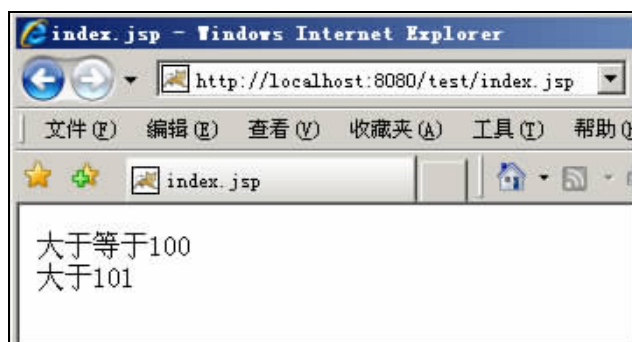 index.jsp - Windows Internet Explorer
http://localhost:8080/test/index.jsp
文件(F) 编辑(E) 查看(V) 收藏夹(A) 工具(T) 帮助
index.jsp
大于等于100
大于101